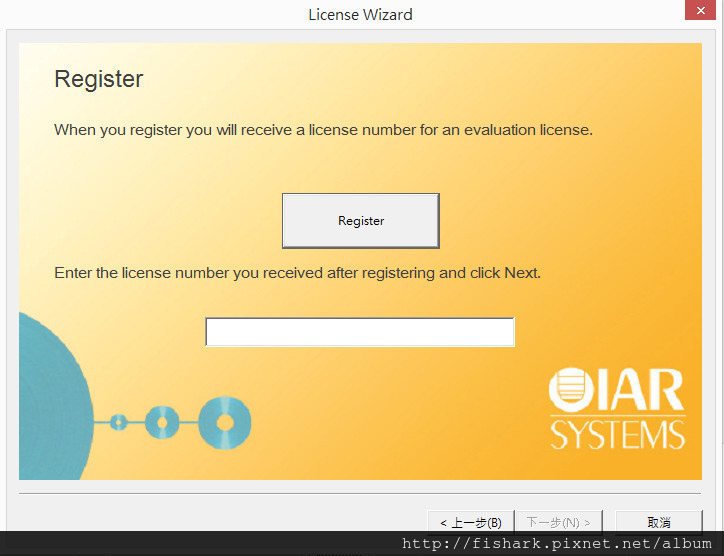 License Wizard
Register
When you register you will receive a license number for an evaluation license.
Register
Enter the license number you received after registering and click Next.
IAR
SYSTEMS
< 上一步(B) 下一步(N) > 取消
http://fishark.pixnet.net/album